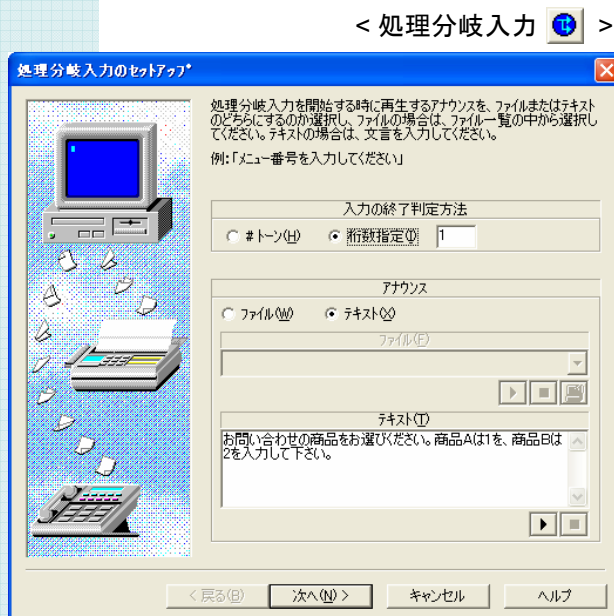 < 処理分岐入力 >
処理分岐入力のセットアップ
処理分岐入力を開始する時に再生するアナウンスを、ファイルまたはテキスト
のどちらにするのか選択し、ファイルの場合は、ファイル一覧の中から選択し
てください。テキストの場合は、文言を入力してください。
例:「メニュー番号を入力してください」
入力の終了判定方法
# トーン(H) 桁数指定(I) 1
アナウンス
ファイル(W) テキスト(X)
ファイル(F)
テキスト(T)
お問い合わせの商品をお選びください。商品Aは1を、商品Bは
2を入力して下さい。
< 戻る(B) 次へ(N) > キャンセル ヘルプ